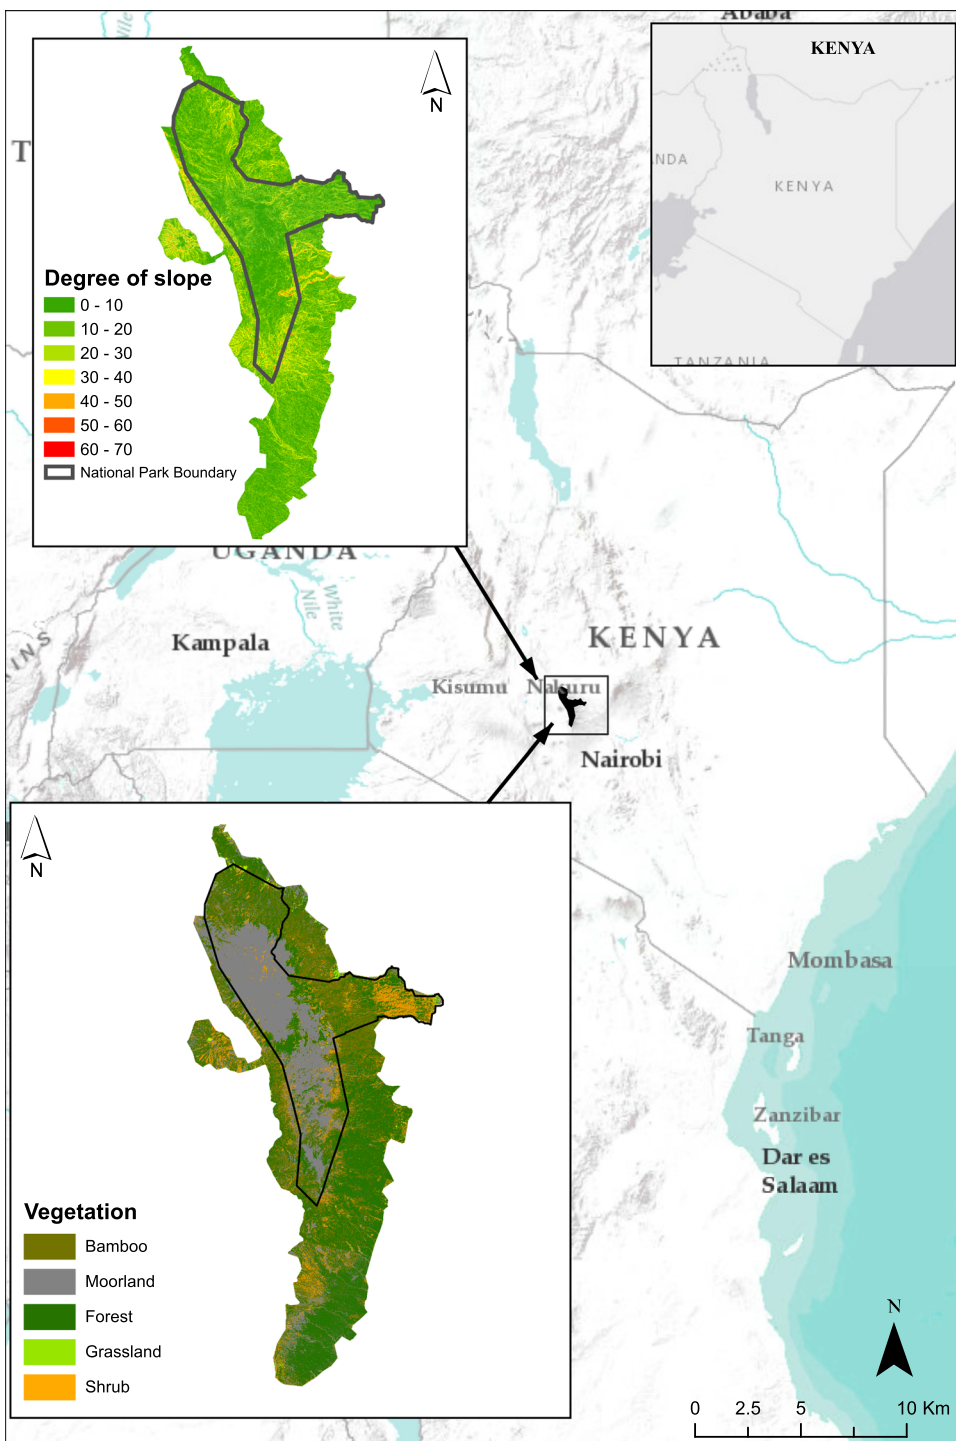 Ababa
Nile
KENYA
NDA
KENYA
TANZANIA
T
N
Degree of slope
0 - 10
10 - 20
20 - 30
30 - 40
40 - 50
50 - 60
60 - 70
National Park Boundary
UGANDA
White
Nile
INS
Kampala
KENYA
Kisumu
Nakuru
Nairobi
N
Mombasa
Tanga
Zanzibar
Dar es
Salaam
Vegetation
Bamboo
Moorland
Forest
Grassland
Shrub
N
0 2.5 5 10 Km